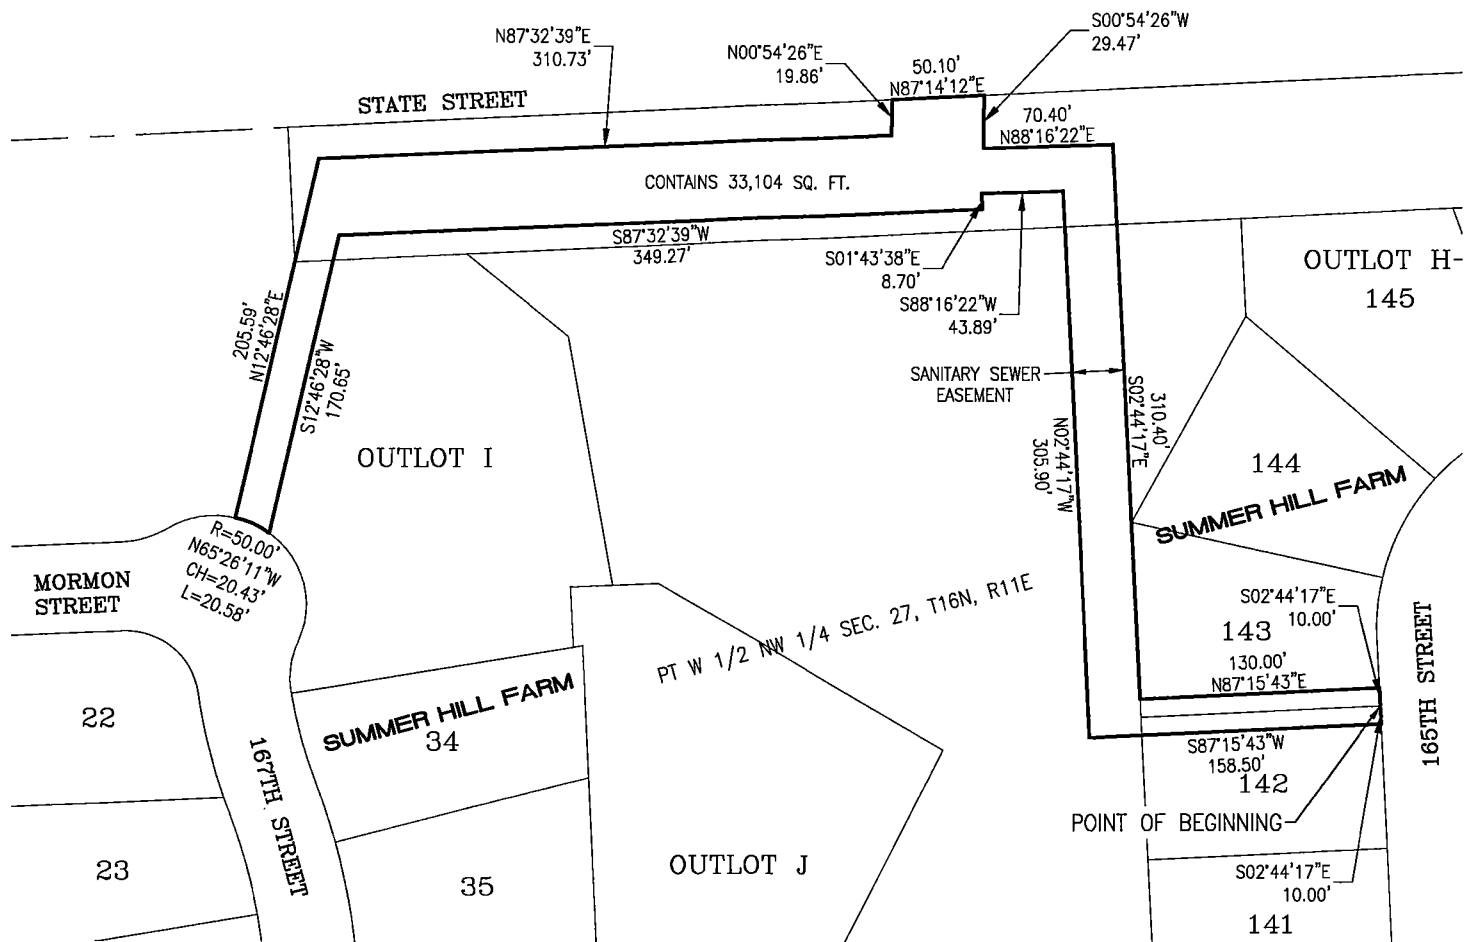 N87°32'39"E
310.73'
N00°54'26"E
19.86'
50.10'
N87°14'12"E
S00°54'26"W
29.47'
STATE STREET
70.40'
N88°16'22"E
CONTAINS 33,104 SQ. FT.
S87°32'39"W
349.27'
S01°43'38"E
8.70'
S88°16'22"W
43.89'
OUTLOT H-
145
205.59'
N12°46'28"E
S12°46'28"W
170.65'
SANITARY SEWER
EASEMENT
310.40'
S02°44'17"E
N02°44'17"W
305.90'
OUTLOT I
144
SUMMER HILL FARM
R=50.00'
N65°26'11"W
CH=20.43'
L=20.58'
MORMON
STREET
PT W 1/2 NW 1/4 SEC. 27, T16N, R11E
S02°44'17"E
10.00'
143
130.00'
N87°15'43"E
165TH STREET
22
SUMMER HILL FARM
34
167TH STREET
S87°15'43"W
158.50'
142
POINT OF BEGINNING
23
35
OUTLOT J
S02°44'17"E
10.00'
141